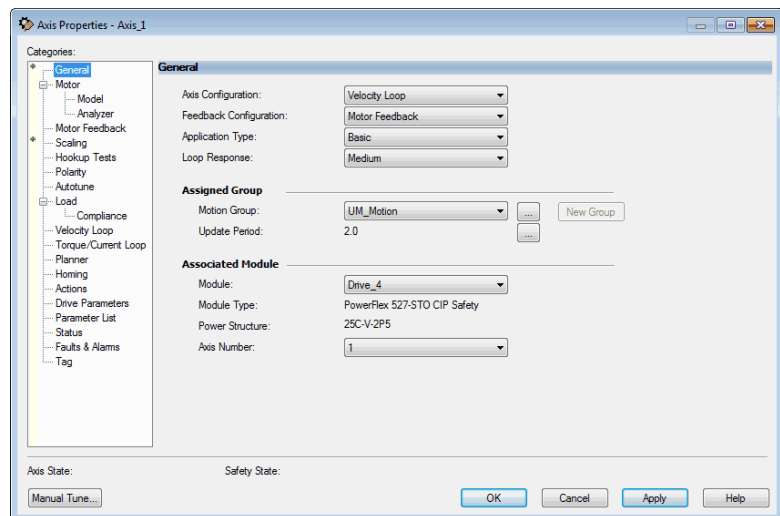 Axis Properties - Axis_1
Categories:
* General
Motor
Model
Analyzer
Motor Feedback
* Scaling
Hookup Tests
Polarity
Autotune
Load
Compliance
Velocity Loop
Torque/Current Loop
Planner
Homing
Actions
Drive Parameters
Parameter List
Status
Faults & Alarms
Tag
General
Axis Configuration: Velocity Loop
Feedback Configuration: Motor Feedback
Application Type: Basic
Loop Response: Medium
Assigned Group
Motion Group: UM_Motion ... New Group
Update Period: 2.0 ...
Associated Module
Module: Drive_4
Module Type: PowerFlex 527-STO CIP Safety
Power Structure: 25C-V-2P5
Axis Number: 1
Axis State: Safety State:
Manual Tune... OK Cancel Apply Help